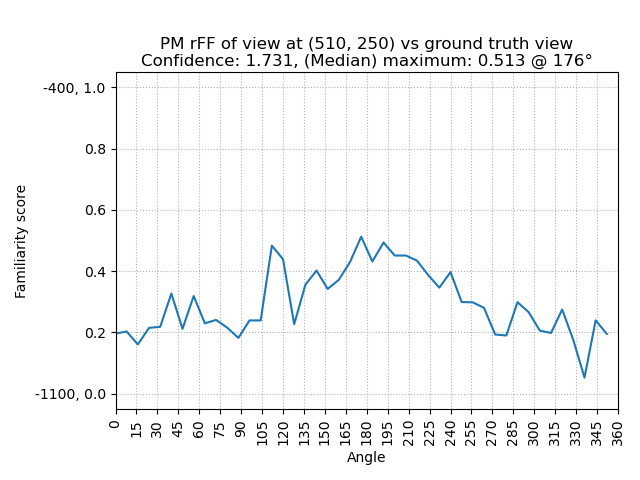 PM rFF of view at (510, 250) vs ground truth view
Confidence: 1.731, (Median) maximum: 0.513 @ 176°
-400, 1.0
0.8
0.6
0.4
0.2
-1100, 0.0
Familiarity score
0 15 30 45 60 75 90 105 120 135 150 165 180 195 210 225 240 255 270 285 300 315 330 345 360
Angle